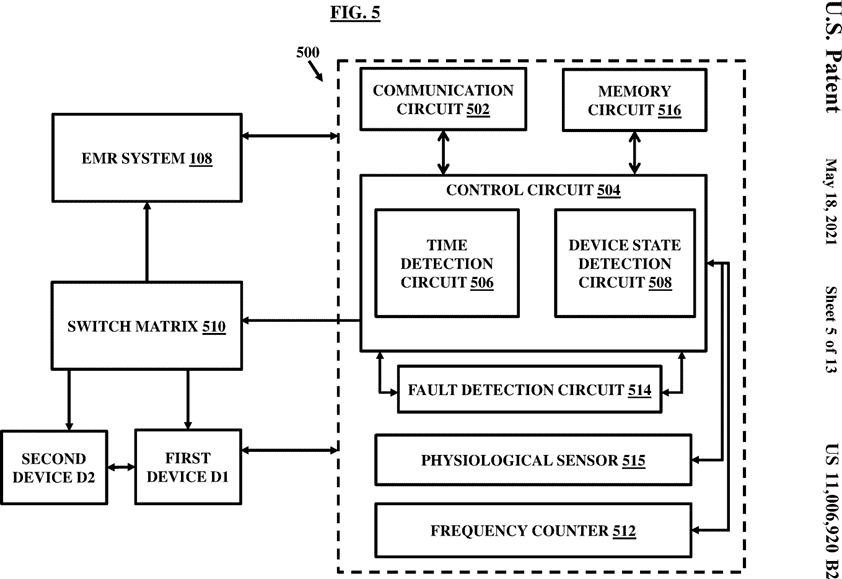 FIG. 5
500
COMMUNICATION
CIRCUIT 502
MEMORY
CIRCUIT 516
EMR SYSTEM 108
CONTROL CIRCUIT 504
TIME
DETECTION
CIRCUIT 506
DEVICE STATE
DETECTION
CIRCUIT 508
SWITCH MATRIX 510
FAULT DETECTION CIRCUIT 514
SECOND
DEVICE D2
FIRST
DEVICE D1
PHYSIOLOGICAL SENSOR 515
FREQUENCY COUNTER 512
U.S. Patent
May 18, 2021
Sheet 5 of 13
US 11,006,920 B2